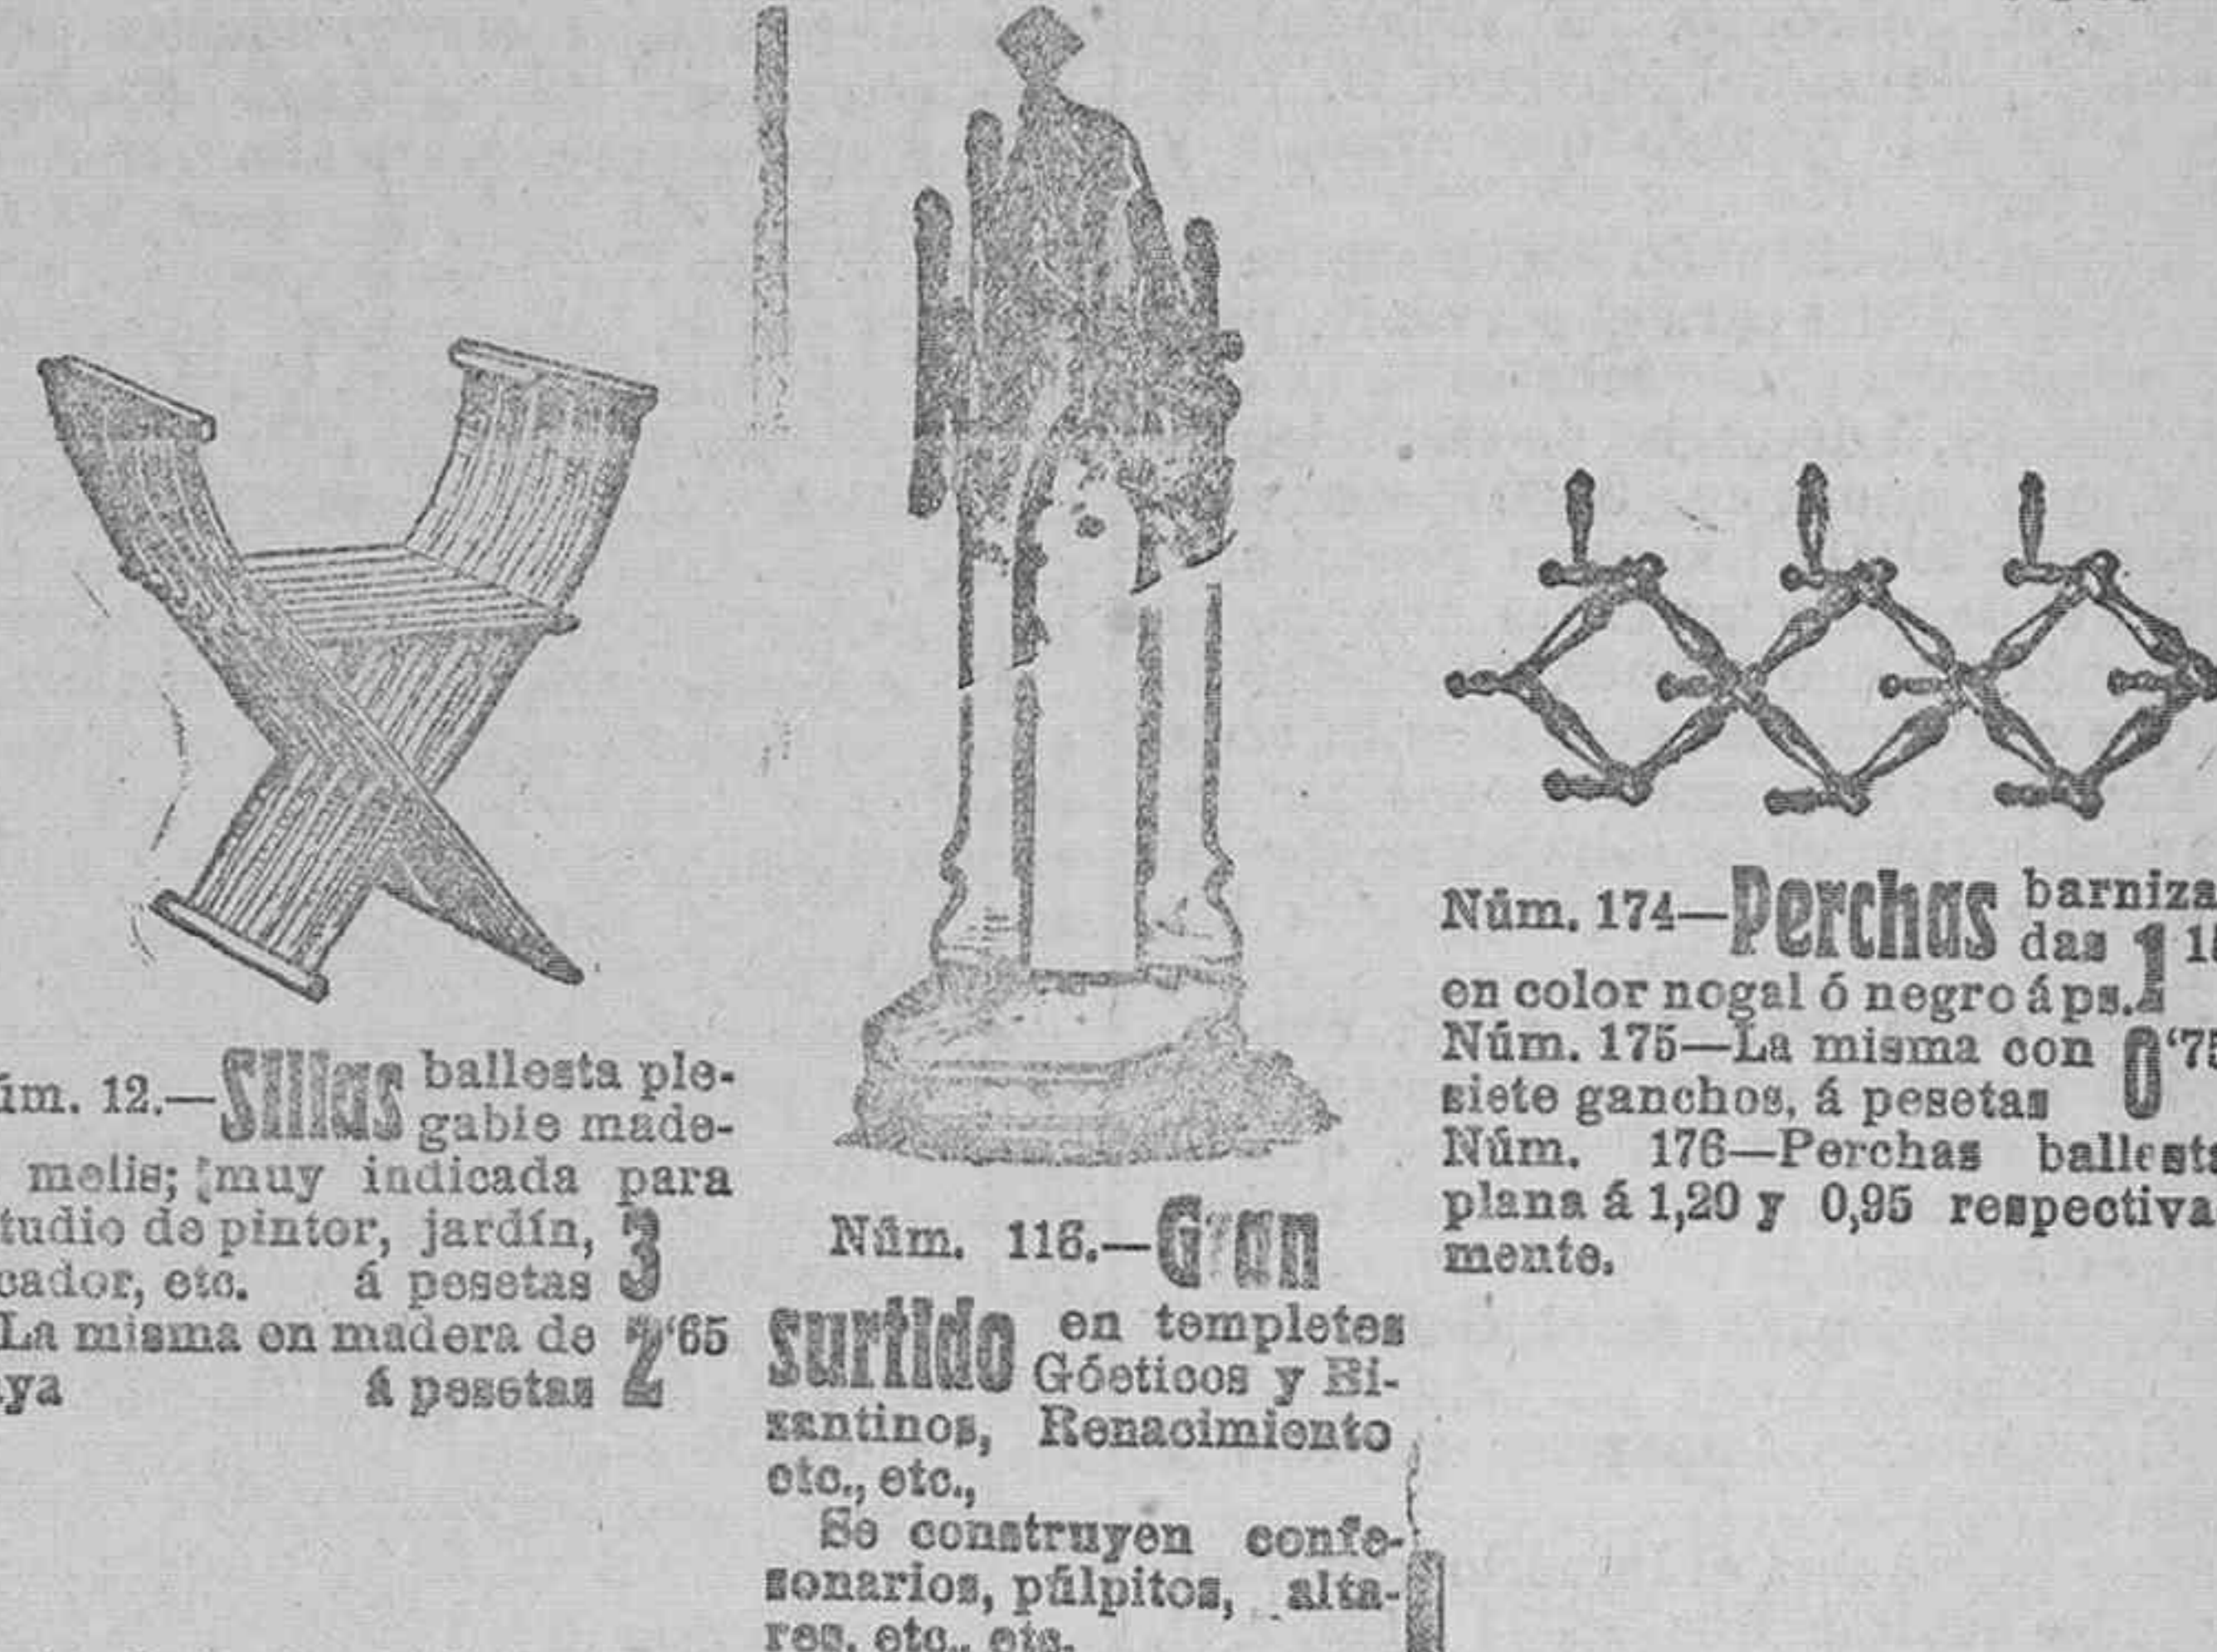 úm. 12.—Sillas ballesta ple-
gable made-
melis; muy indicada para
tudio de pintor, jardín,
cador, etc. á pesetas 3
La misma en madera de
aya á pesetas 2‘65
Núm. 116.—Gran
surtido en templetes
Góeticos y Bi-
zantinos, Renacimiento
etc., etc.,
Se construyen confe-
sonarios, púlpitos, alta-
res, etc., etc.
Núm. 174—Perchas barniza
das
en color nogal ó negro á ps. 1
Núm. 175—La misma con
siete ganchos, á pesetas 0‘75
Núm. 176—Perchas ballesta
plana á 1,20 y 0,95 respectiva
mente.